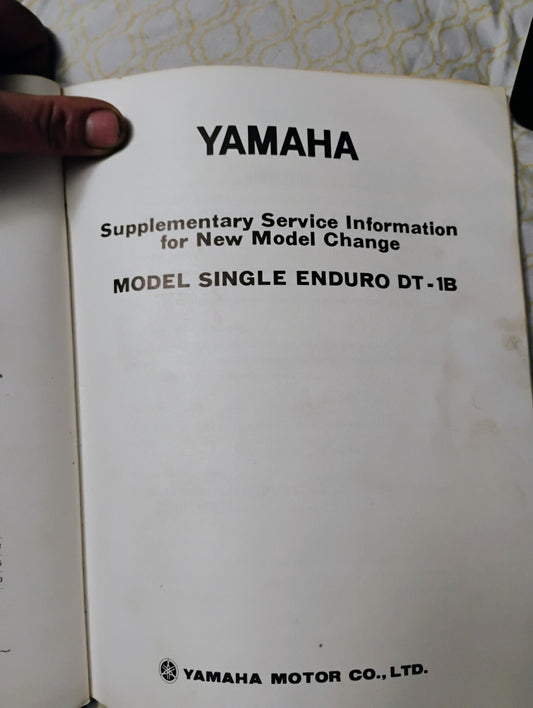 YAMAHA
Supplementary Service Information
for New Model Change
MODEL SINGLE ENDURO DT-1B
YAMAHA MOTOR CO., LTD.